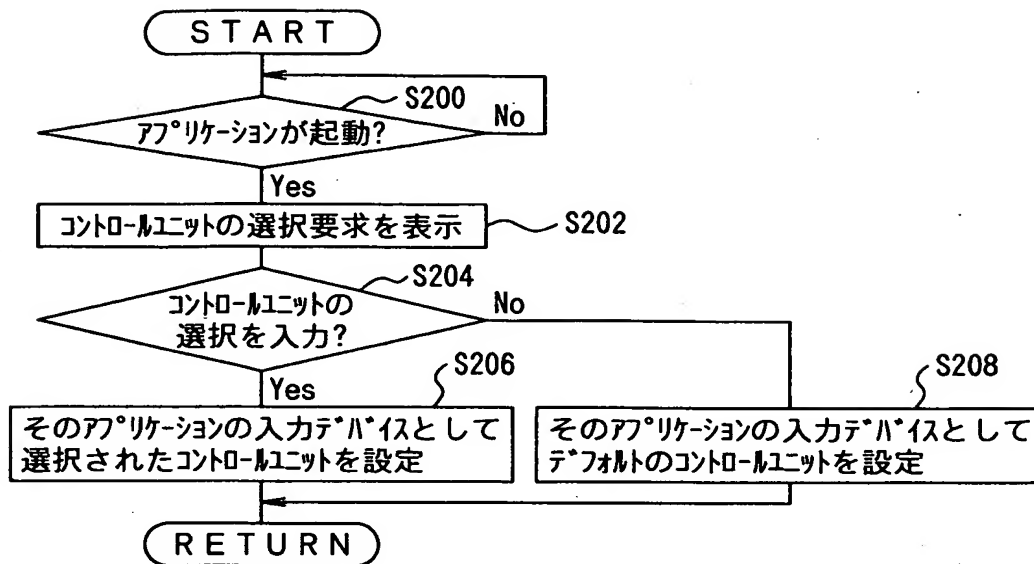 START
S200
アプリケーションが起動?
No
Yes
コントロールユニットの選択要求を表示
S202
S204
コントロールユニットの
選択を入力?
No
Yes
S206
そのアプリケーションの入力デバイスとして
選択されたコントロールユニットを設定
S208
そのアプリケーションの入力デバイスとして
デフォルトのコントロールユニットを設定
RETURN